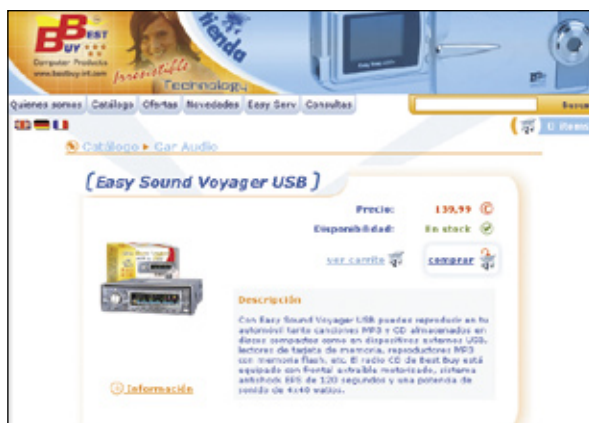 BEST
BUY
Computer Products
www.bestbuy-int.com
Irresistible
Technology
tienda
Quienes somos Catálogo Ofertas Novedades Easy Serv Consultas
Busca
0 items
Catálogo ▸ Car Audio
(Easy Sound Voyager USB)
Precio: 139,99 €
Disponibilidad: En stock
ver carrito
comprar
Descripción
Con Easy Sound Voyager USB puedes reproducir en tu
automóvil tanto canciones MP3 y CD almacenados en
discos compactos como en dispositivos externos USB,
lectores de tarjeta de memoria, reproductores MP3
con memoria flash, etc. El radio CD de Best Buy está
equipado con frontal extraíble motorizado, sistema
antishock BRS de 120 segundos y una potencia de
sonido de 4x40 watios.
Información